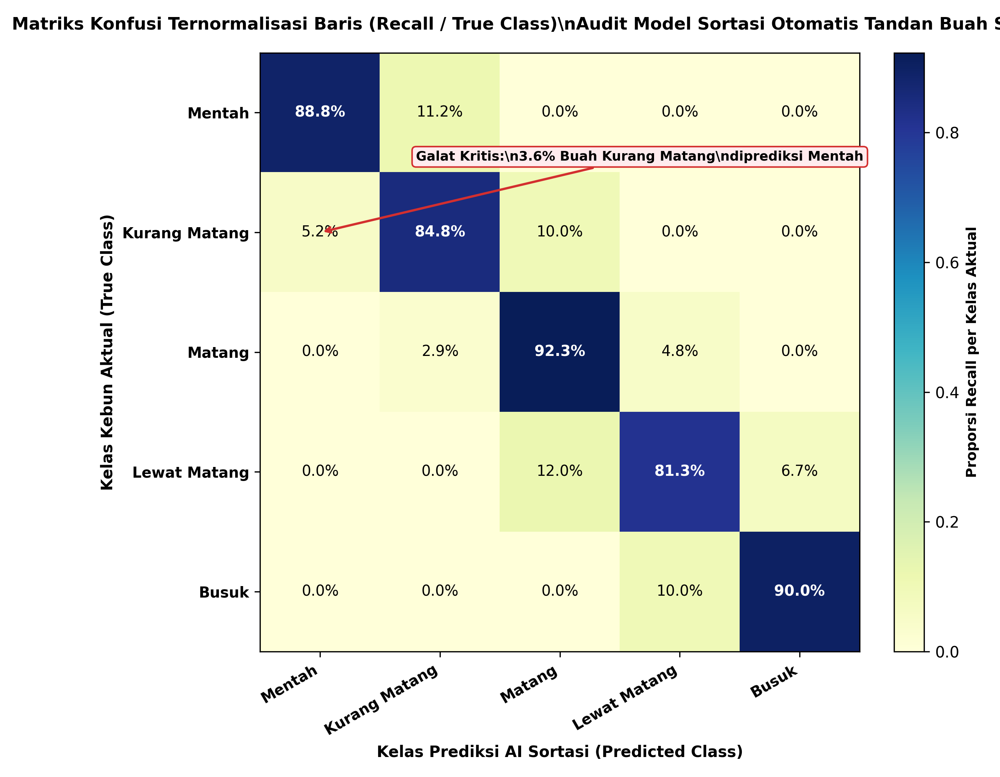 Matriks Konfusi Ternormalisasi Baris (Recall / True Class)\nAudit Model Sortasi Otomatis Tandan Buah S
Mentah
88.8%
11.2%
0.0%
0.0%
0.0%
Galat Kritis:\n3.6% Buah Kurang Matang\ndiprediksi Mentah
Kurang Matang
5.2%
84.8%
10.0%
0.0%
0.0%
Matang
0.0%
2.9%
92.3%
4.8%
0.0%
Lewat Matang
0.0%
0.0%
12.0%
81.3%
6.7%
Busuk
0.0%
0.0%
0.0%
10.0%
90.0%
Kelas Kebun Aktual (True Class)
Mentah
Kurang Matang
Matang
Lewat Matang
Busuk
Kelas Prediksi AI Sortasi (Predicted Class)
0.8
0.6
0.4
0.2
0.0
Proporsi Recall per Kelas Aktual